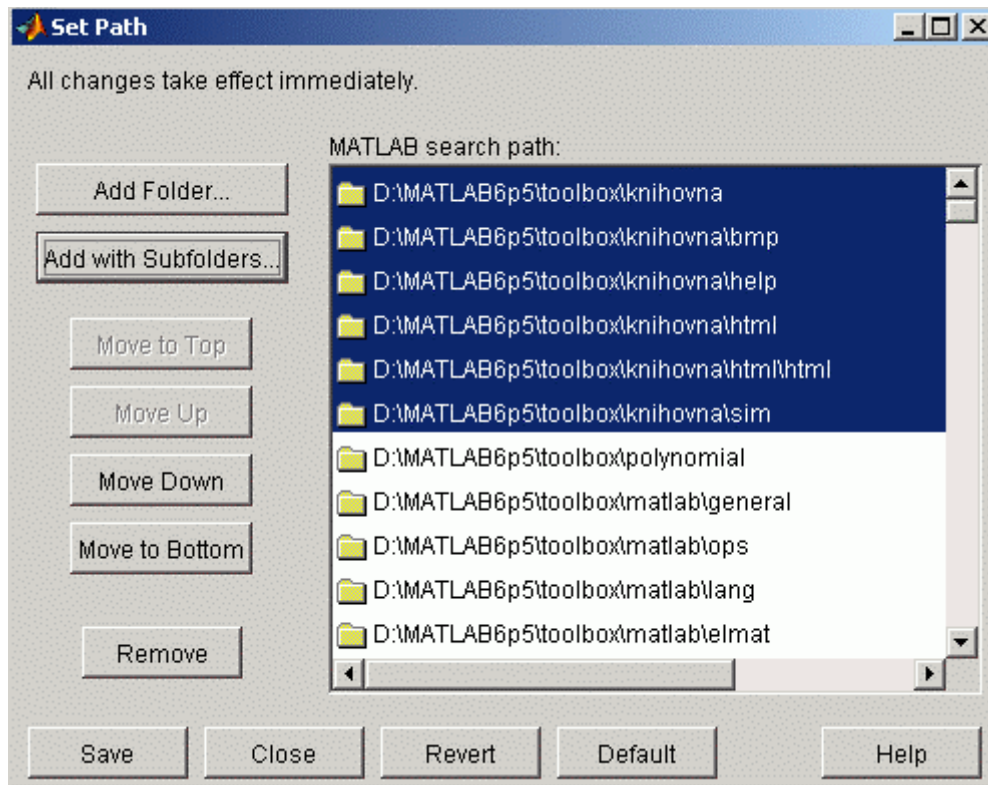 Set Path
All changes take effect immediately.
MATLAB search path:
Add Folder...
Add with Subfolders...
Move to Top
Move Up
Move Down
Move to Bottom
Remove
D:\MATLAB6p5\toolbox\knihovna
D:\MATLAB6p5\toolbox\knihovna\bmp
D:\MATLAB6p5\toolbox\knihovna\help
D:\MATLAB6p5\toolbox\knihovna\html
D:\MATLAB6p5\toolbox\knihovna\html\html
D:\MATLAB6p5\toolbox\knihovna\sim
D:\MATLAB6p5\toolbox\polynomial
D:\MATLAB6p5\toolbox\matlab\general
D:\MATLAB6p5\toolbox\matlab\ops
D:\MATLAB6p5\toolbox\matlab\lang
D:\MATLAB6p5\toolbox\matlab\elmat
Save
Close
Revert
Default
Help